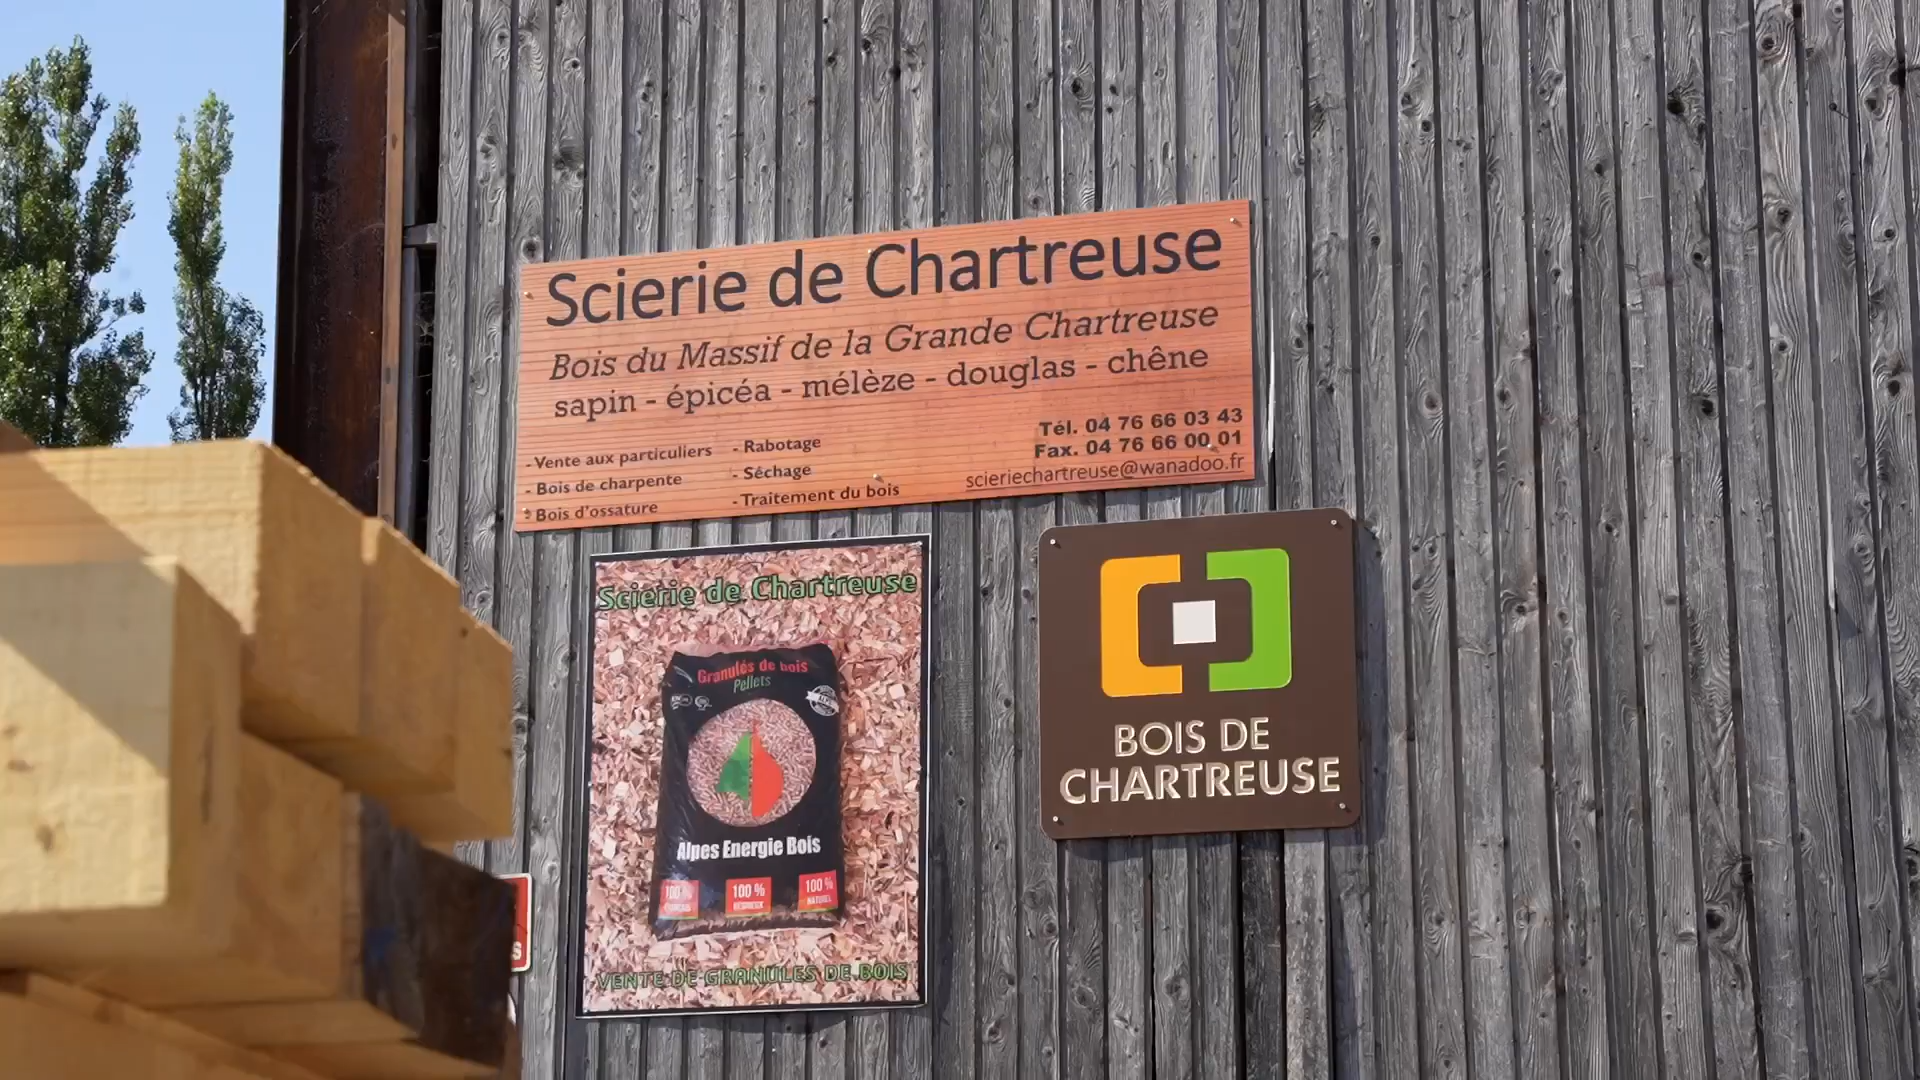 Scierie de Chartreuse
Bois du Massif de la Grande Chartreuse
sapin - épicéa - mélèze - douglas - chêne
- Vente aux particuliers
- Bois de charpente
- Bois d'ossature
- Rabotage
- Séchage
- Traitement du bois
Tél. 04 76 66 03 43
Fax. 04 76 66 00 01
scieriechartreuse@wanadoo.fr
Scierie de Chartreuse
Granulés de bois
Pellets
Alpes Energie Bois
100 %
100 %
RÉSINEUX
100 %
NATUREL
VENTE DE GRANULES DE BOIS
BOIS DE
CHARTREUSE